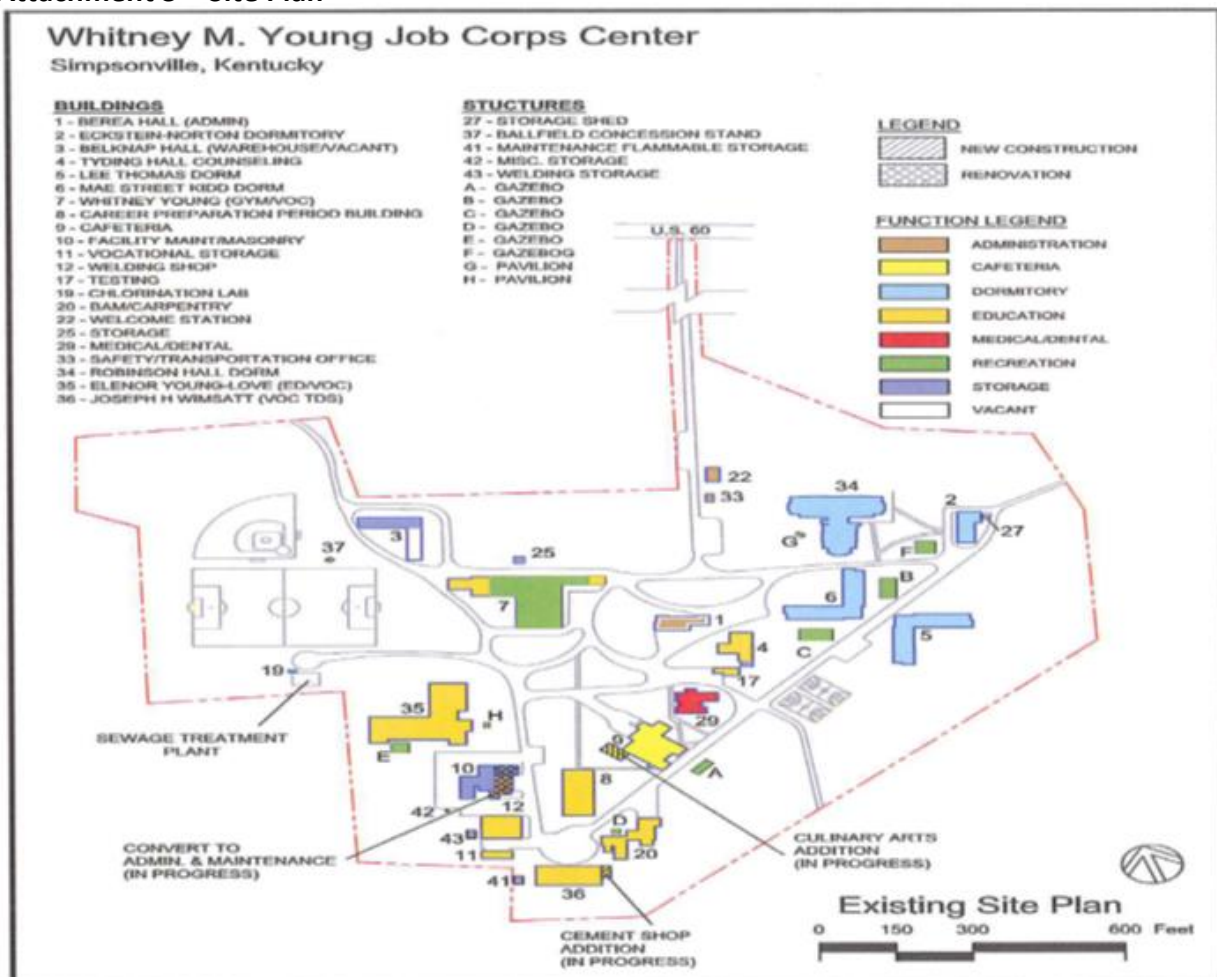 Whitney M. Young Job Corps Center
Simpsonville, Kentucky
BUILDINGS
1 - BEREA HALL (ADMIN)
2 - ECKSTEIN-NORTON DORMITORY
3 - BELKNAP HALL (WAREHOUSE/VACANT)
4 - TYDING HALL COUNSELING
5 - LEE THOMAS DORM
6 - MAE STREET KIDD DORM
7 - WHITNEY YOUNG (GYM/VOC)
8 - CAREER PREPARATION PERIOD BUILDING
9 - CAFETERIA
10 - FACILITY MAINT/MASONRY
11 - VOCATIONAL STORAGE
12 - WELDING SHOP
17 - TESTING
19 - CHLORINATION LAB
20 - BAM/CARPENTRY
22 - WELCOME STATION
25 - STORAGE
29 - MEDICAL/DENTAL
33 - SAFETY/TRANSPORTATION OFFICE
34 - ROBINSON HALL DORM
35 - ELENOR YOUNG-LOVE (ED/VOC)
36 - JOSEPH H WIMSATT (VOC TDS)
STUCTURES
27 - STORAGE SHED
37 - BALLFIELD CONCESSION STAND
41 - MAINTENANCE FLAMMABLE STORAGE
42 - MISC. STORAGE
43 - WELDING STORAGE
A - GAZEBO
B - GAZEBO
C - GAZEBO
D - GAZEBO
E - GAZEBO
F - GAZEBOG
G - PAVILION
H - PAVILION
LEGEND
NEW CONSTRUCTION
RENOVATION
FUNCTION LEGEND
ADMINISTRATION
CAFETERIA
DORMITORY
EDUCATION
MEDICAL/DENTAL
RECREATION
STORAGE
VACANT
U.S. 60
22
33
34
2
27
G
F
3
37
25
7
6
B
1
4
C
5
17
19
29
35
H
E
SEWAGE TREATMENT
PLANT
9
A
10
8
12
42
D
43
20
11
41
36
CONVERT TO
ADMIN. & MAINTENANCE
(IN PROGRESS)
CULINARY ARTS
ADDITION
(IN PROGRESS)
CEMENT SHOP
ADDITION
(IN PROGRESS)
Existing Site Plan
0 150 300 600 Feet